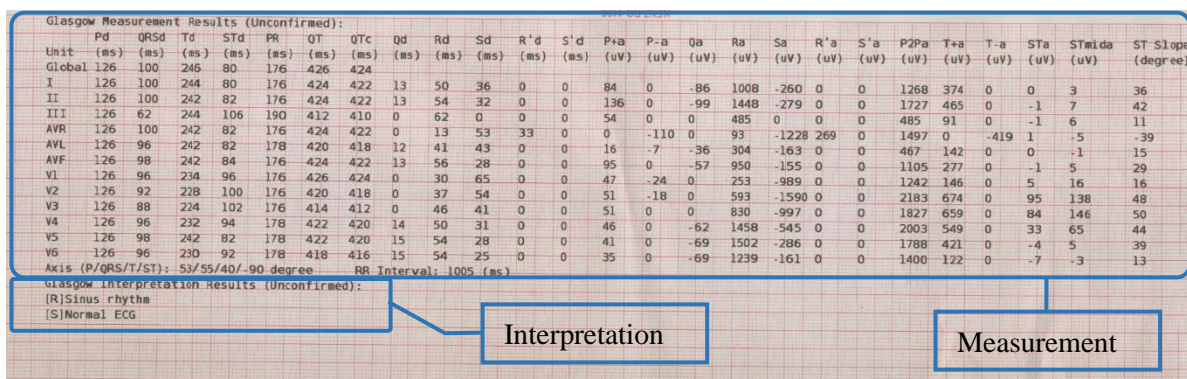 Glasgow Measurement Results (Unconfirmed):
Pd QRSd Td STd PR QT QTc Qd Rd Sd R'd S'd P+a P-a Qa Ra Sa R'a S'a P2Pa T+a T-a STa STmida ST Slope
Unit (ms) (ms) (ms) (ms) (ms) (ms) (ms) (ms) (ms) (ms) (ms) (ms) (uV) (uV) (uV) (uV) (uV) (uV) (uV) (uV) (uV) (uV) (uV) (uV) (degree)
Global 126 100 246 80 176 426 424
I 126 100 244 80 176 424 422 13 50 36 0 0 84 0 -86 1008 -260 0 0 1268 374 0 0 3 36
II 126 100 242 82 176 424 422 13 54 32 0 0 136 0 -99 1448 -279 0 0 1727 465 0 -1 7 42
III 126 62 244 106 190 412 410 0 62 0 0 0 54 0 0 485 0 0 0 485 91 0 -1 6 11
AVR 126 100 242 82 176 424 422 0 13 53 33 0 0 -110 0 93 -1228 269 0 1497 0 -419 1 -5 -39
AVL 126 96 242 82 178 420 418 12 41 43 0 0 16 -7 -36 304 -163 0 0 467 142 0 0 -1 15
AVF 126 98 242 84 176 424 422 13 56 28 0 0 95 0 -57 950 -155 0 0 1105 277 0 -1 5 29
V1 126 96 234 96 176 426 424 0 30 65 0 0 47 -24 0 253 -989 0 0 1242 146 0 5 16 16
V2 126 92 228 100 176 420 418 0 37 54 0 0 51 -18 0 593 -1590 0 0 2183 674 0 95 138 48
V3 126 88 224 102 176 414 412 0 46 41 0 0 51 0 0 830 -997 0 0 1827 659 0 84 146 50
V4 126 96 232 94 178 422 420 14 50 31 0 0 46 0 -62 1458 -545 0 0 2003 549 0 33 65 44
V5 126 98 242 82 178 422 420 15 54 28 0 0 41 0 -69 1502 -286 0 0 1788 421 0 -4 5 39
V6 126 96 230 92 178 418 416 15 54 25 0 0 35 0 -69 1239 -161 0 0 1400 122 0 -7 -3 13
Axis (P/QRS/T/ST): 53/55/40/-90 degree RR Interval: 1005 (ms)
Glasgow Interpretation Results (Unconfirmed):
[R]Sinus rhythm
[S]Normal ECG
Interpretation
Measurement